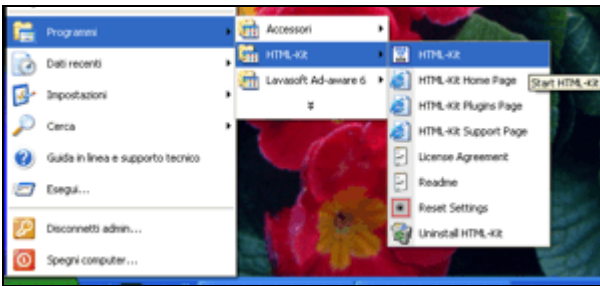 Programmi
Dati recenti
Impostazioni
Cerca
Guida in linea e supporto tecnico
Esegui...
Disconnetti admin...
Spegni computer...
Accessori
HTML-Kit
Lavasoft Ad-aware 6
HTML-Kit
HTML-Kit Home Page
HTML-Kit Plugins Page
HTML-Kit Support Page
License Agreement
Readme
Reset Settings
Uninstall HTML-Kit
Start HTML-Kit